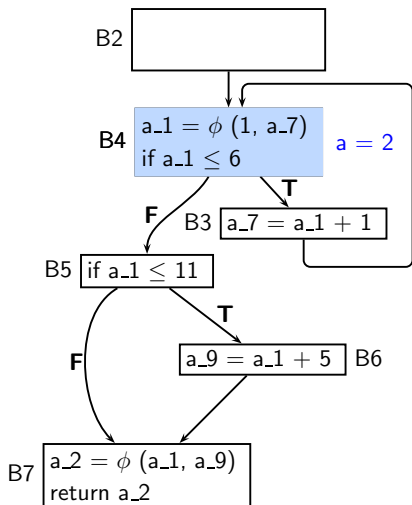 B2
B4
a_1 = ϕ (1, a_7)
if a_1 ≤ 6
a = 2
T
F
B3
a_7 = a_1 + 1
B5
if a_1 ≤ 11
T
F
a_9 = a_1 + 5
B6
B7
a_2 = ϕ (a_1, a_9)
return a_2